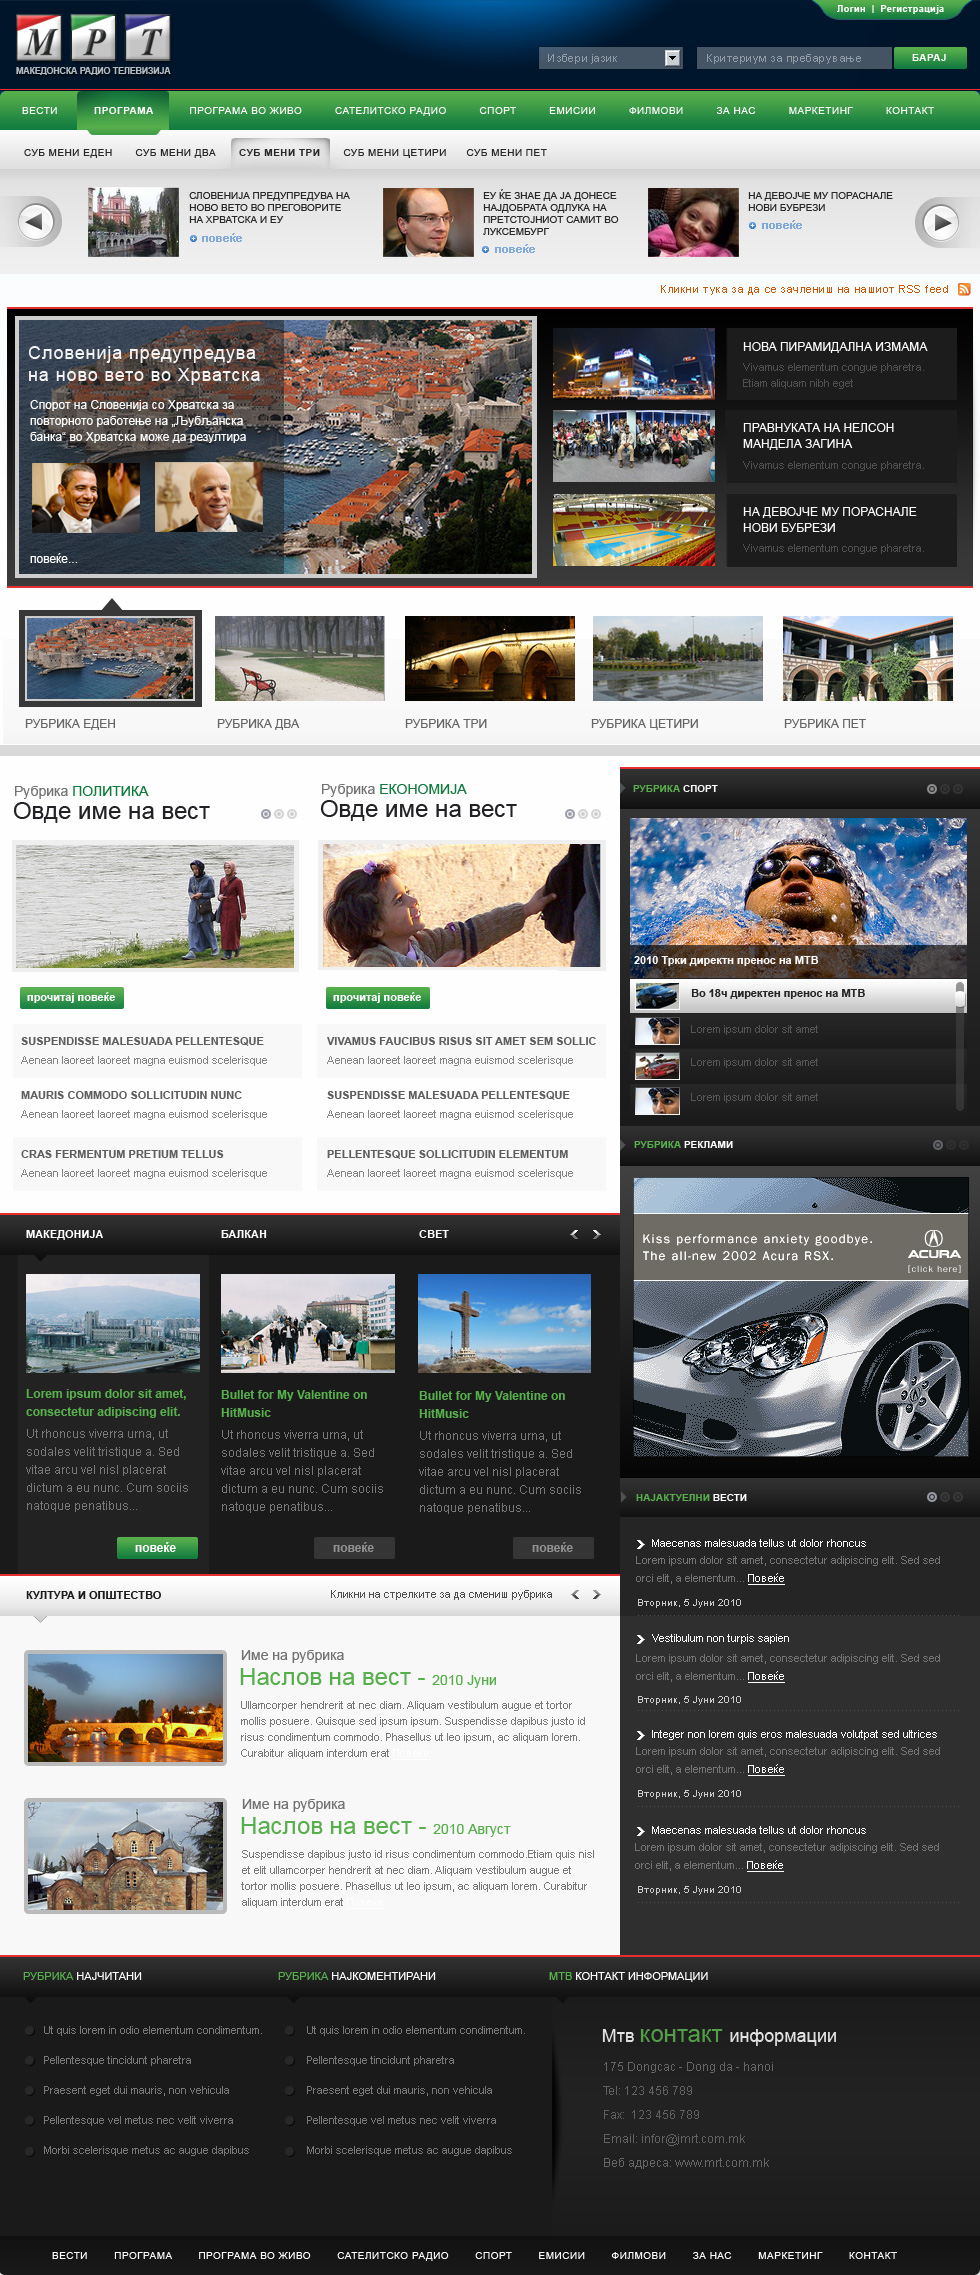 Логин | Регистрација
МРТ
МАКЕДОНСКА РАДИО ТЕЛЕВИЗИЈА
Избери јазик
Критериум за пребарување
БАРАЈ
ВЕСТИ ПРОГРАМА ПРОГРАМА ВО ЖИВО САТЕЛИТСКО РАДИО СПОРТ ЕМИСИИ ФИЛМОВИ ЗА НАС МАРКЕТИНГ КОНТАКТ
СУБ МЕНИ ЕДЕН СУБ МЕНИ ДВА СУБ МЕНИ ТРИ СУБ МЕНИ ЦЕТИРИ СУБ МЕНИ ПЕТ
СЛОВЕНИЈА ПРЕДУПРЕДУВА НА
НОВО ВЕТО ВО ПРЕГОВОРИТЕ
НА ХРВАТСКА И ЕУ
повеќе
ЕУ ЌЕ ЗНАЕ ДА ЈА ДОНЕСЕ
НАЈДОБРАТА ОДЛУКА НА
ПРЕТСТОЈНИОТ САМИТ ВО
ЛУКСЕМБУРГ
повеќе
НА ДЕВОЈЧЕ МУ ПОРАСНАЛЕ
НОВИ БУБРЕЗИ
повеќе
Кликни тука за да се зачлениш на нашиот RSS feed
Словенија предупредува
на ново вето во Хрватска
Спорот на Словенија со Хрватска за
повторното работење на „Љубљанска
банка“ во Хрватска може да резултира
повеќе...
НОВА ПИРАМИДАЛНА ИЗМАМА
Vivamus elementum congue pharetra.
Etiam aliquam nibh eget
ПРАВНУКАТА НА НЕЛСОН
МАНДЕЛА ЗАГИНА
Vivamus elementum congue pharetra.
НА ДЕВОЈЧЕ МУ ПОРАСНАЛЕ
НОВИ БУБРЕЗИ
Vivamus elementum congue pharetra.
РУБРИКА ЕДЕН РУБРИКА ДВА РУБРИКА ТРИ РУБРИКА ЦЕТИРИ РУБРИКА ПЕТ
Рубрика ПОЛИТИКА
Овде име на вест
прочитај повеќе
SUSPENDISSE MALESUADA PELLENTESQUE
Aenean laoreet laoreet magna euismod scelerisque
MAURIS COMMODO SOLLICITUDIN NUNC
Aenean laoreet laoreet magna euismod scelerisque
CRAS FERMENTUM PRETIUM TELLUS
Aenean laoreet laoreet magna euismod scelerisque
Рубрика ЕКОНОМИЈА
Овде име на вест
прочитај повеќе
VIVAMUS FAUCIBUS RISUS SIT AMET SEM SOLLIC
Aenean laoreet laoreet magna euismod scelerisque
SUSPENDISSE MALESUADA PELLENTESQUE
Aenean laoreet laoreet magna euismod scelerisque
PELLENTESQUE SOLLICITUDIN ELEMENTUM
Aenean laoreet laoreet magna euismod scelerisque
РУБРИКА СПОРТ
2010 Трки директн пренос на МТВ
Во 18ч директен пренос на МТВ
Lorem ipsum dolor sit amet
Lorem ipsum dolor sit amet
Lorem ipsum dolor sit amet
РУБРИКА РЕКЛАМИ
Kiss performance anxiety goodbye.
The all-new 2002 Acura RSX.
ACURA
[click here]
МАКЕДОНИЈА БАЛКАН СВЕТ
Lorem ipsum dolor sit amet,
consectetur adipiscing elit.
Ut rhoncus viverra urna, ut
sodales velit tristique a. Sed
vitae arcu vel nisl placerat
dictum a eu nunc. Cum sociis
natoque penatibus...
повеќе
Bullet for My Valentine on
HitMusic
Ut rhoncus viverra urna, ut
sodales velit tristique a. Sed
vitae arcu vel nisl placerat
dictum a eu nunc. Cum sociis
natoque penatibus...
повеќе
Bullet for My Valentine on
HitMusic
Ut rhoncus viverra urna, ut
sodales velit tristique a. Sed
vitae arcu vel nisl placerat
dictum a eu nunc. Cum sociis
natoque penatibus...
повеќе
НАЈАКТУЕЛНИ ВЕСТИ
Maecenas malesuada tellus ut dolor rhoncus
Lorem ipsum dolor sit amet, consectetur adipiscing elit. Sed sed
orci elit, a elementum... Повеќе
Вторник, 5 Јуни 2010
Vestibulum non turpis sapien
Lorem ipsum dolor sit amet, consectetur adipiscing elit. Sed sed
orci elit, a elementum... Повеќе
Вторник, 5 Јуни 2010
Integer non lorem quis eros malesuada volutpat sed ultrices
Lorem ipsum dolor sit amet, consectetur adipiscing elit. Sed sed
orci elit, a elementum... Повеќе
Вторник, 5 Јуни 2010
Maecenas malesuada tellus ut dolor rhoncus
Lorem ipsum dolor sit amet, consectetur adipiscing elit. Sed sed
orci elit, a elementum... Повеќе
Вторник, 5 Јуни 2010
КУЛТУРА И ОПШТЕСТВО
Кликни на стрелките за да смениш рубрика
Име на рубрика
Наслов на вест - 2010 Јуни
Ullamcorper hendrerit at nec diam. Aliquam vestibulum augue et tortor
mollis posuere. Quisque sed ipsum ipsum. Suspendisse dapibus justo id
risus condimentum commodo. Phasellus ut leo ipsum, ac aliquam lorem.
Curabitur aliquam interdum erat
Име на рубрика
Наслов на вест - 2010 Август
Suspendisse dapibus justo id risus condimentum commodo.Etiam quis nisl
et elit ullamcorper hendrerit at nec diam. Aliquam vestibulum augue et
tortor mollis posuere. Phasellus ut leo ipsum, ac aliquam lorem. Curabitur
aliquam interdum erat
РУБРИКА НАЈЧИТАНИ
Ut quis lorem in odio elementum condimentum.
Pellentesque tincidunt pharetra
Praesent eget dui mauris, non vehicula
Pellentesque vel metus nec velit viverra
Morbi scelerisque metus ac augue dapibus
РУБРИКА НАЈКОМЕНТИРАНИ
Ut quis lorem in odio elementum condimentum.
Pellentesque tincidunt pharetra
Praesent eget dui mauris, non vehicula
Pellentesque vel metus nec velit viverra
Morbi scelerisque metus ac augue dapibus
МТВ КОНТАКТ ИНФОРМАЦИИ
Мтв контакт информации
175 Dongcac - Dong da - hanoi
Tel: 123 456 789
Fax: 123 456 789
Email: infor@jmrt.com.mk
Веб адреса: www.mrt.com.mk
ВЕСТИ ПРОГРАМА ПРОГРАМА ВО ЖИВО САТЕЛИТСКО РАДИО СПОРТ ЕМИСИИ ФИЛМОВИ ЗА НАС МАРКЕТИНГ КОНТАКТ